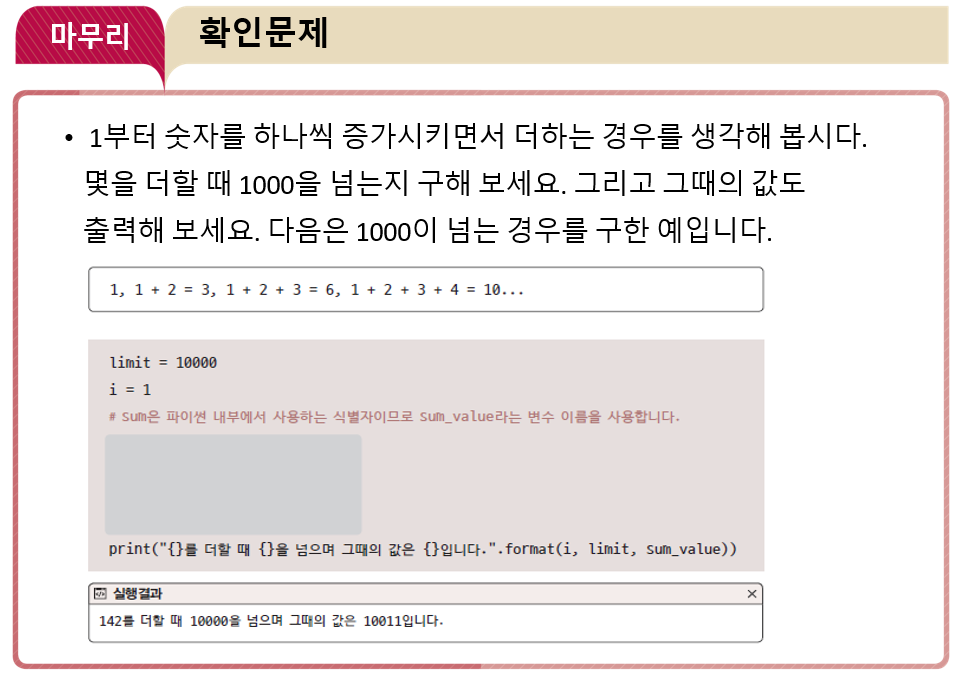 마무리
확인문제
• 1부터 숫자를 하나씩 증가시키면서 더하는 경우를 생각해 봅시다.
몇을 더할 때 1000을 넘는지 구해 보세요. 그리고 그때의 값도
출력해 보세요. 다음은 1000이 넘는 경우를 구한 예입니다.
1, 1 + 2 = 3, 1 + 2 + 3 = 6, 1 + 2 + 3 + 4 = 10...
limit = 10000
i = 1
# sum은 파이썬 내부에서 사용하는 식별자이므로 sum_value라는 변수 이름을 사용합니다.
print("{}를 더할 때 {}을 넘으며 그때의 값은 {}입니다.".format(i, limit, sum_value))
</> 실행결과 ×
142를 더할 때 10000을 넘으며 그때의 값은 10011입니다.